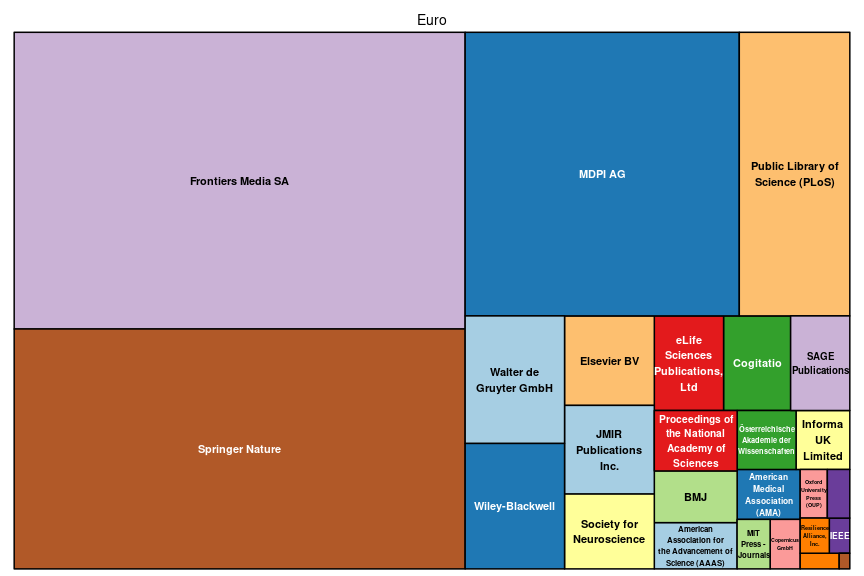 Euro
Frontiers Media SA
MDPI AG
Public Library of
Science (PLoS)
Springer Nature
Walter de
Gruyter GmbH
Elsevier BV
eLife
Sciences
Publications,
Ltd
Cogitatio
SAGE
Publications
JMIR
Publications
Inc.
Proceedings of
the National
Academy of
Sciences
Österreichische
Akademie der
Wissenschaften
Informa
UK
Limited
Wiley-Blackwell
Society for
Neuroscience
BMJ
American
Medical
Association
(AMA)
Oxford
University
Press
(OUP)
American
Association for
the Advancement of
Science (AAAS)
MIT
Press -
Journals
Copernicus
GmbH
Resilience
Alliance,
Inc.
IEEE